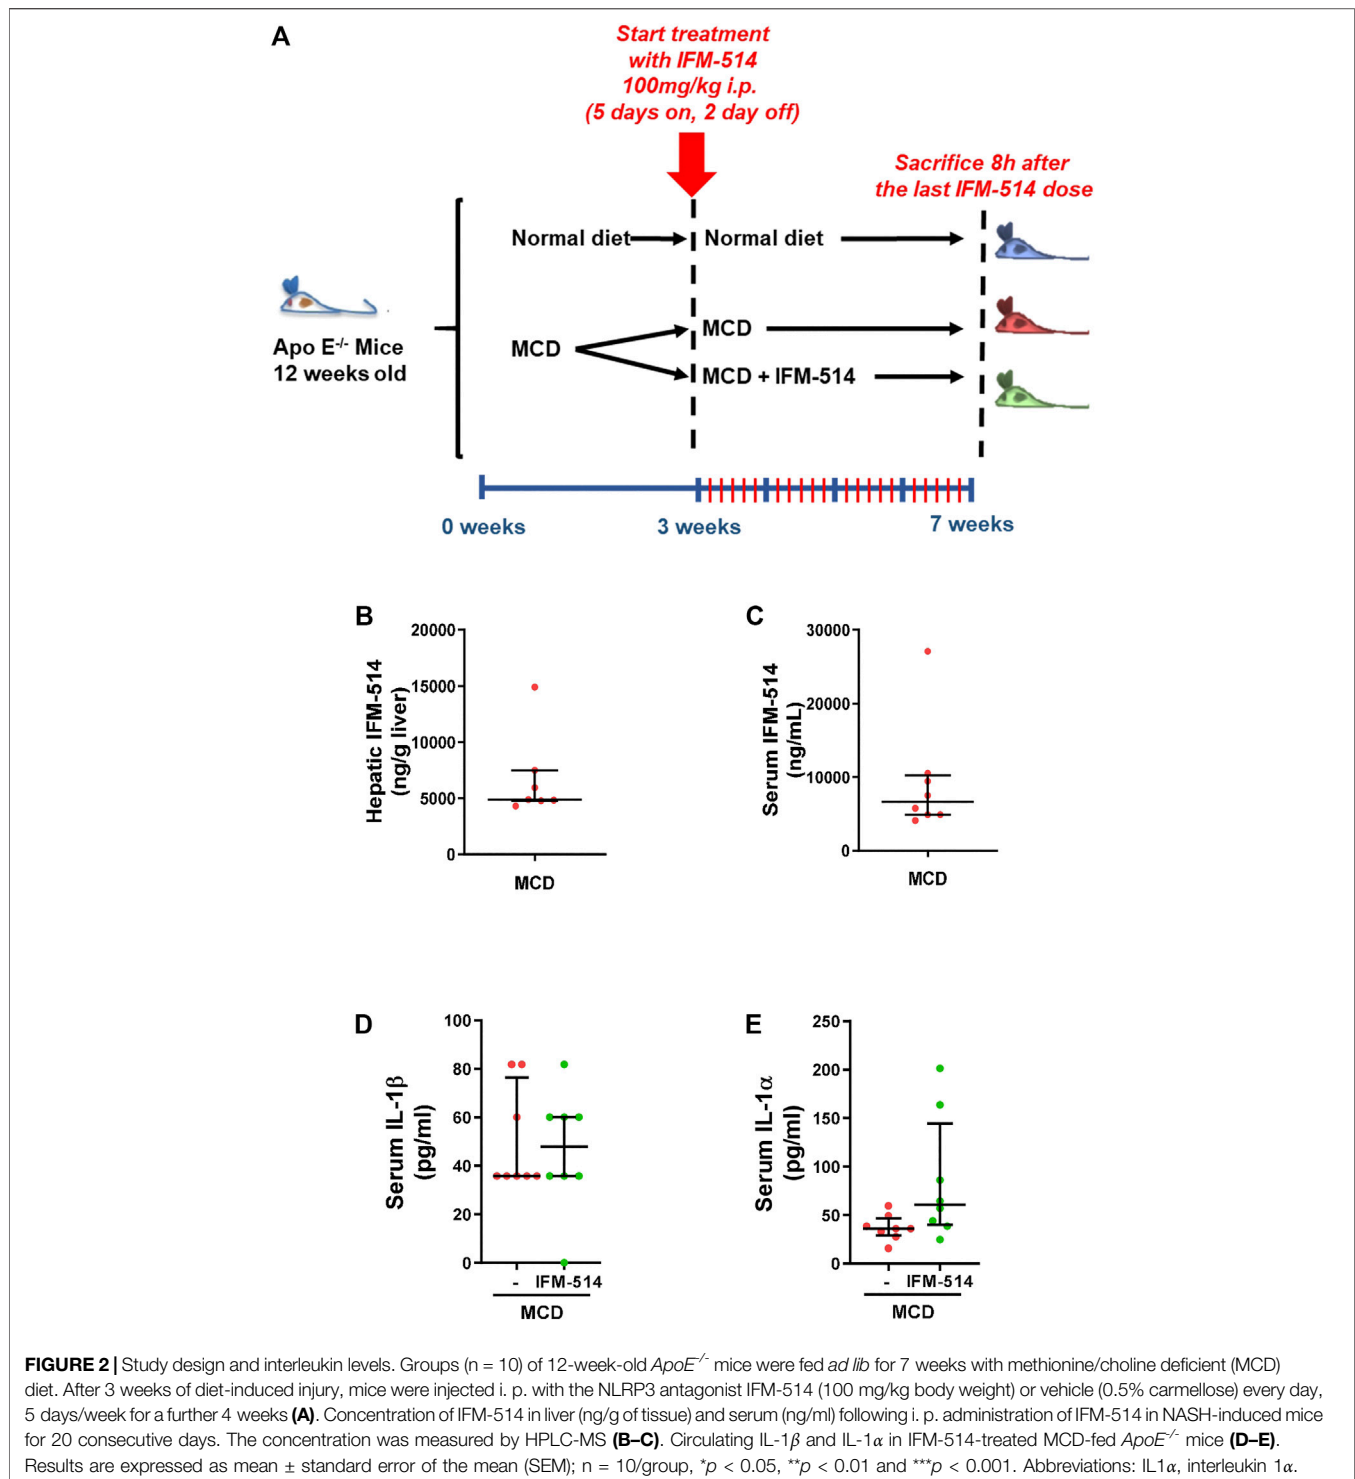 A
Start treatment
with IFM-514
100mg/kg i.p.
(5 days on, 2 day off)
Sacrifice 8h after
the last IFM-514 dose
Normal diet
Normal diet
MCD
MCD
MCD + IFM-514
Apo E-/- Mice
12 weeks old
0 weeks
3 weeks
7 weeks
B
Hepatic IFM-514
(ng/g liver)
20000
15000
10000
5000
0
MCD
C
Serum IFM-514
(ng/mL)
30000
20000
10000
0
MCD
D
Serum IL-1β
(pg/ml)
100
80
60
40
20
0
- IFM-514
MCD
E
Serum IL-1α
(pg/ml)
250
200
150
100
50
0
- IFM-514
MCD
FIGURE 2 | Study design and interleukin levels. Groups (n = 10) of 12-week-old ApoE-/- mice were fed ad lib for 7 weeks with methionine/choline deficient (MCD)
diet. After 3 weeks of diet-induced injury, mice were injected i. p. with the NLRP3 antagonist IFM-514 (100 mg/kg body weight) or vehicle (0.5% carmellose) every day,
5 days/week for a further 4 weeks (A). Concentration of IFM-514 in liver (ng/g of tissue) and serum (ng/ml) following i. p. administration of IFM-514 in NASH-induced mice
for 20 consecutive days. The concentration was measured by HPLC-MS (B–C). Circulating IL-1β and IL-1α in IFM-514-treated MCD-fed ApoE-/- mice (D–E).
Results are expressed as mean ± standard error of the mean (SEM); n = 10/group, *p < 0.05, **p < 0.01 and ***p < 0.001. Abbreviations: IL1α, interleukin 1α.